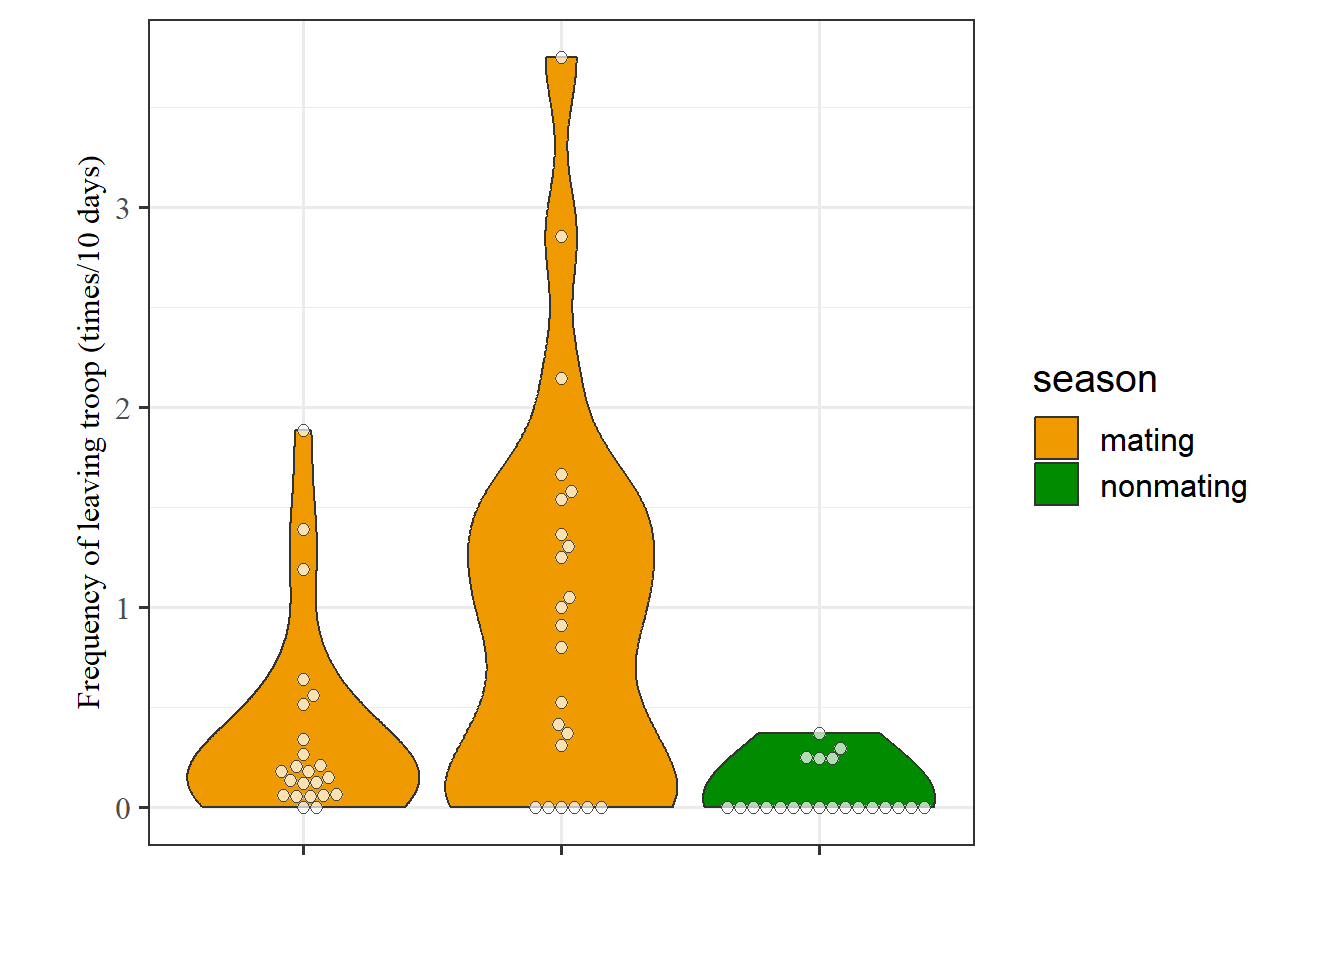 Frequency of leaving troop (times/10 days)
3
2
1
0
season
mating
nonmating